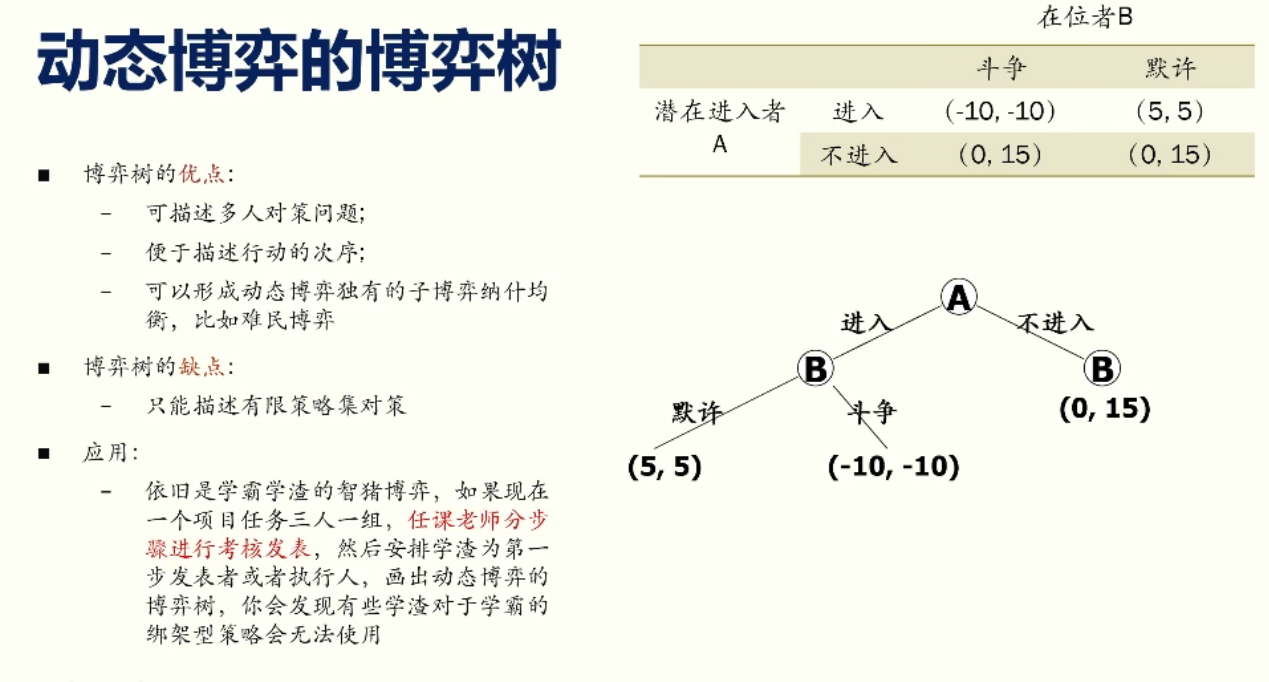 动态博弈的博弈树
■ 博弈树的优点:
– 可描述多人对策问题;
– 便于描述行动的次序;
– 可以形成动态博弈独有的子博弈纳什均
衡，比如难民博弈
■ 博弈树的缺点:
– 只能描述有限策略集对策
■ 应用:
– 依旧是学霸学渣的智猪博弈，如果现在
一个项目任务三人一组，任课老师分步
骤进行考核发表，然后安排学渣为第一
步发表者或者执行人，画出动态博弈的
博弈树，你会发现有些学渣对于学霸的
绑架型策略会无法使用
在位者B
斗争 默许
潜在进入者 进入 (-10, -10) (5, 5)
A
不进入 (0, 15) (0, 15)
A
进入 不进入
B B
默许 斗争 (0, 15)
(5, 5) (-10, -10)